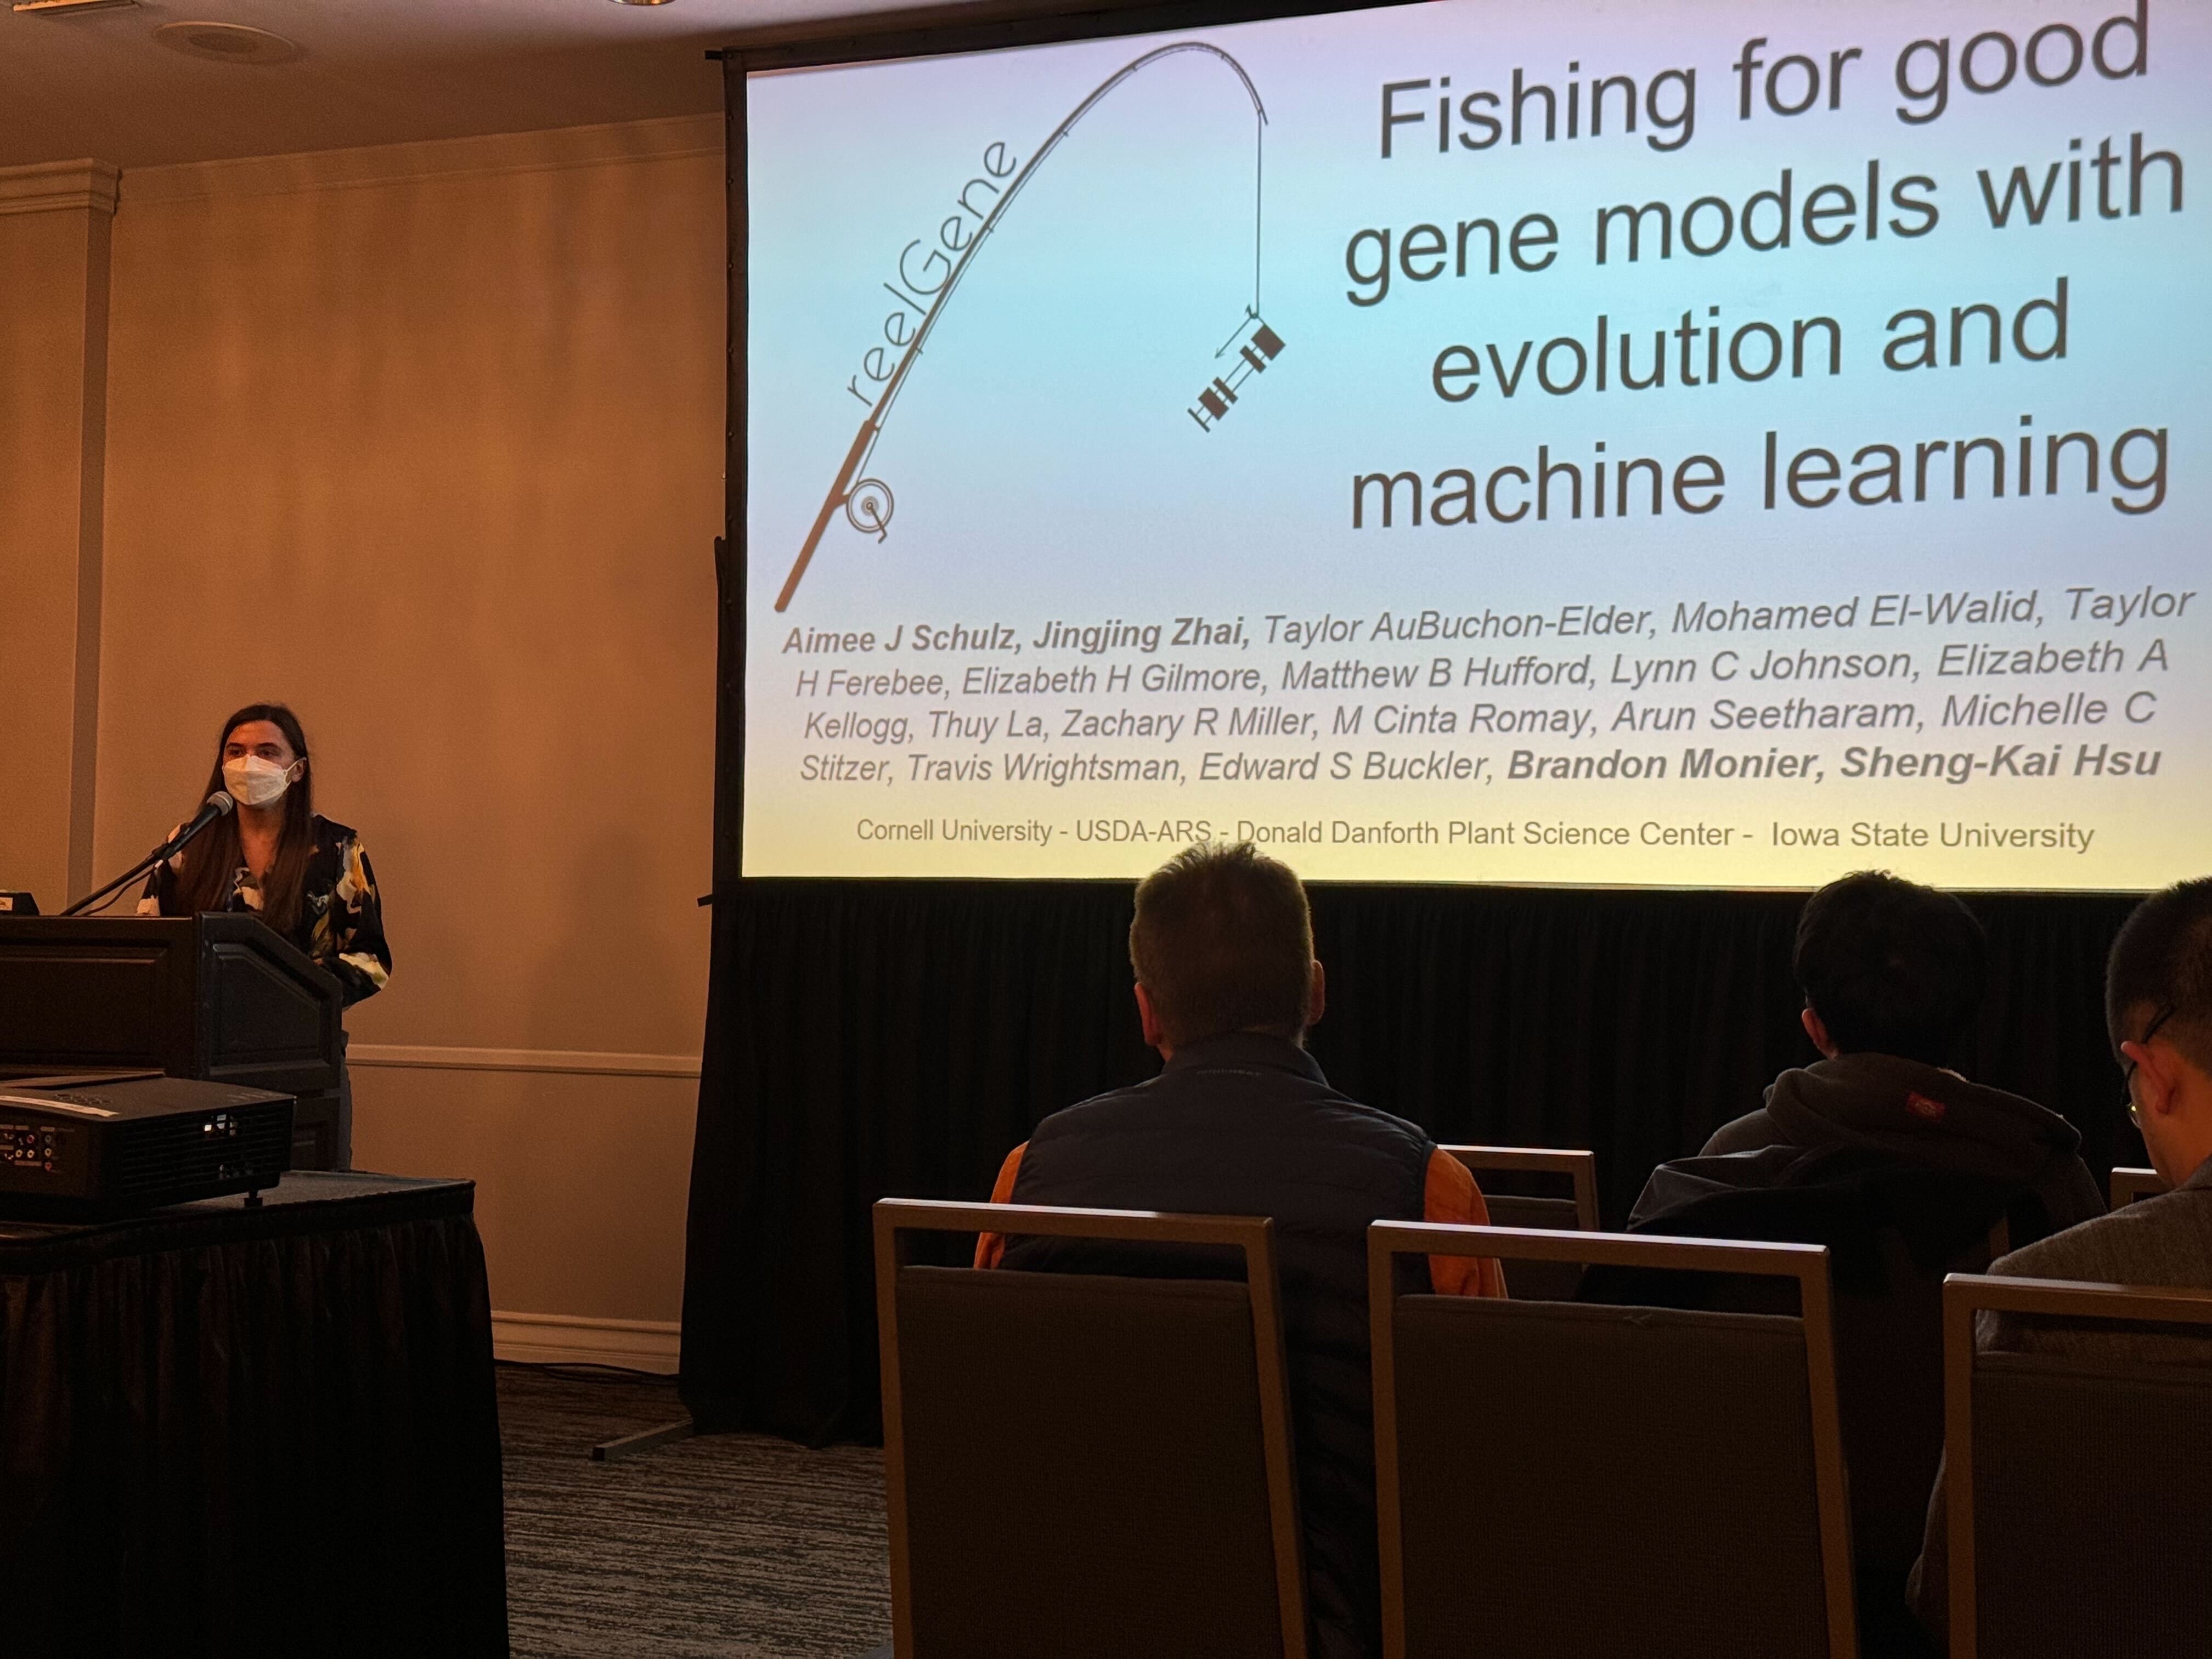 reelGene
Fishing for good
gene models with
evolution and
machine learning
Aimee J Schulz, Jingjing Zhai, Taylor AuBuchon-Elder, Mohamed El-Walid, Taylor
H Ferebee, Elizabeth H Gilmore, Matthew B Hufford, Lynn C Johnson, Elizabeth A
Kellogg, Thuy La, Zachary R Miller, M Cinta Romay, Arun Seetharam, Michelle C
Stitzer, Travis Wrightsman, Edward S Buckler, Brandon Monier, Sheng-Kai Hsu
Cornell University - USDA-ARS - Donald Danforth Plant Science Center - Iowa State University